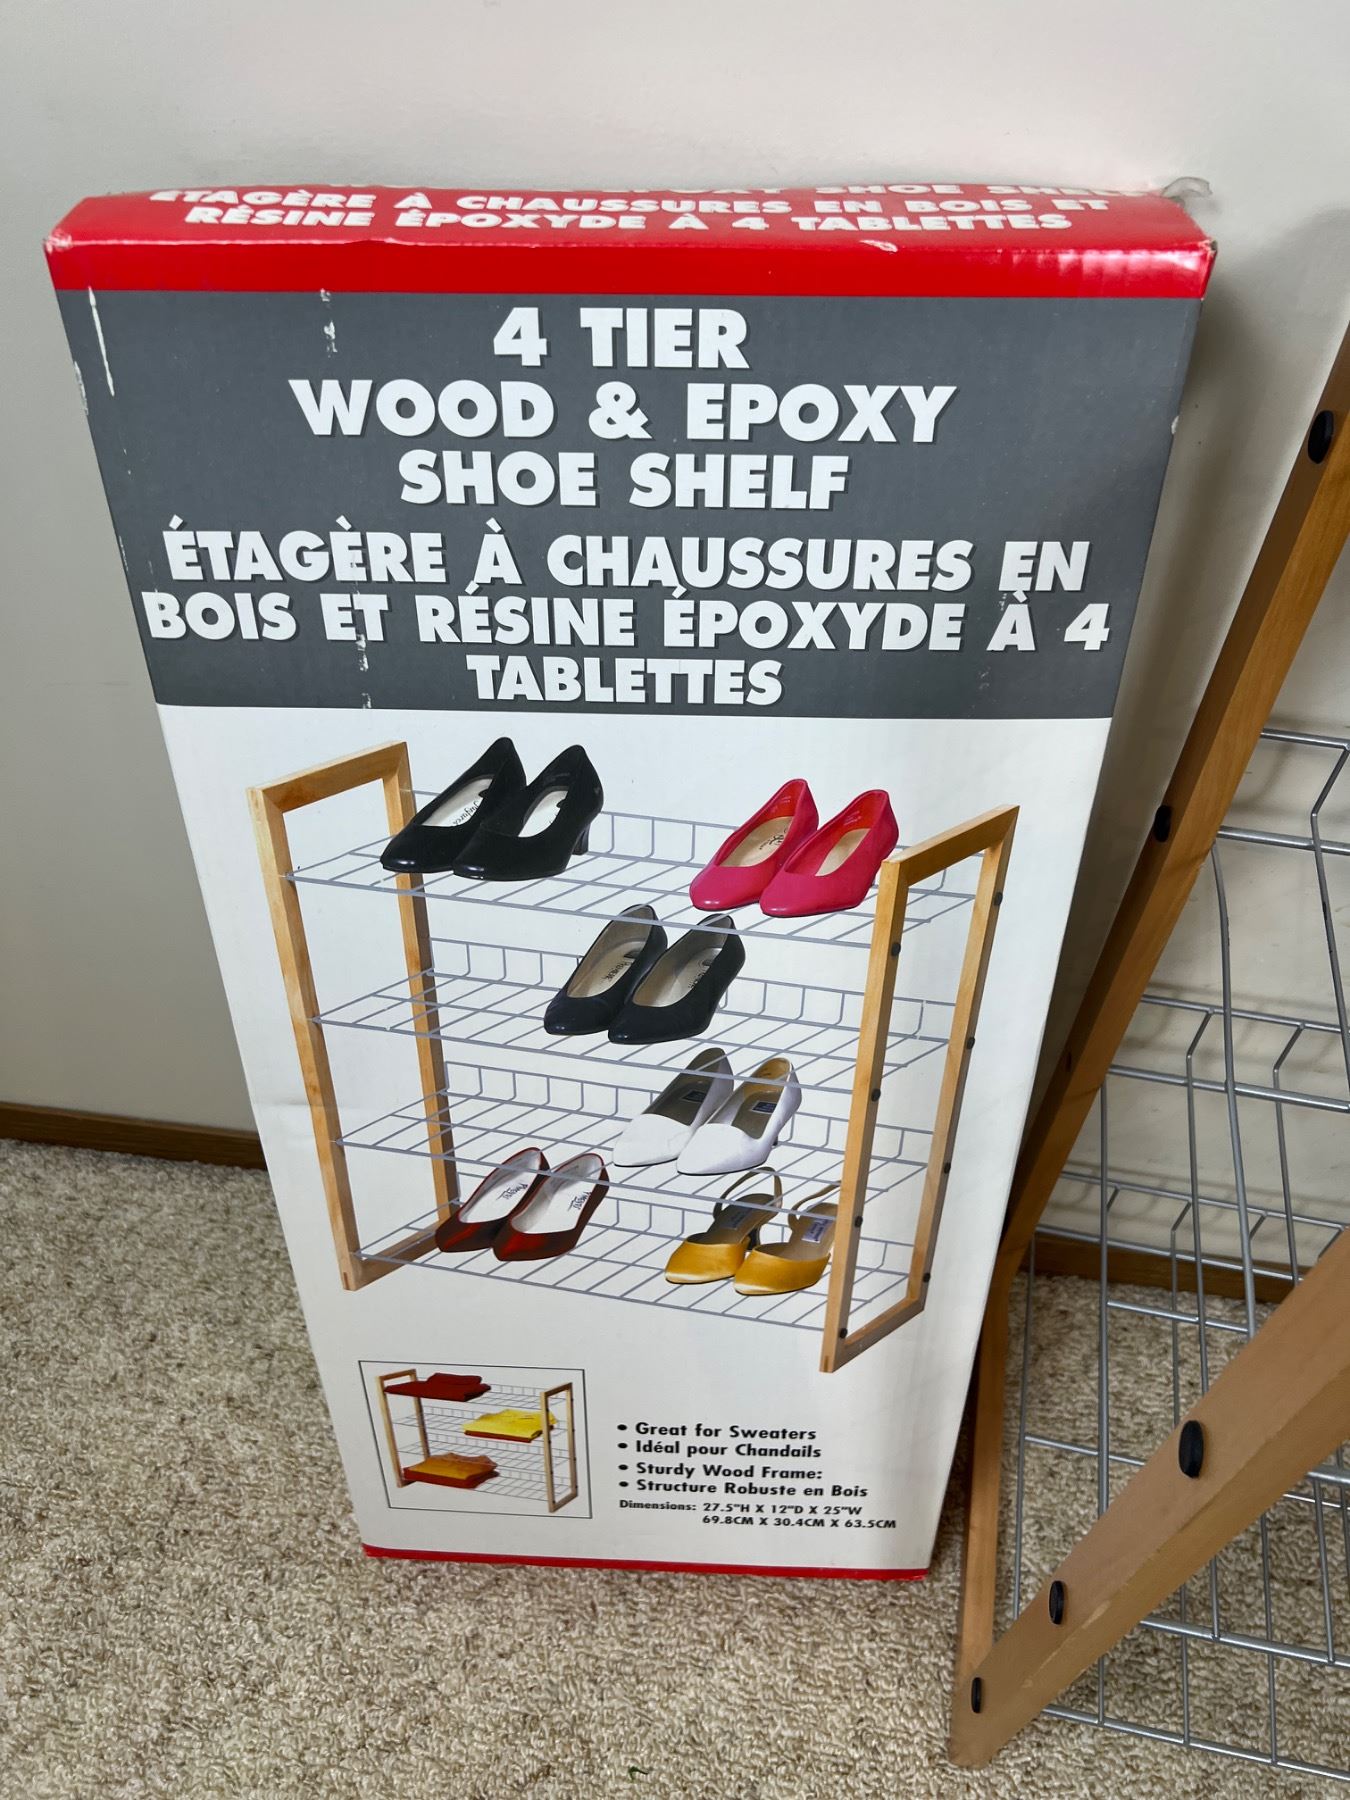 EPOXY SHOE
ÉTAGÈRE À CHAUSSURES EN BOIS ET
RÉSINE ÉPOXYDE À 4 TABLETTES
4 TIER
WOOD & EPOXY
SHOE SHELF
ÉTAGÈRE À CHAUSSURES EN
BOIS ET RÉSINE ÉPOXYDE À 4
TABLETTES
• Great for Sweaters
• Idéal pour Chandails
• Sturdy Wood Frame:
• Structure Robuste en Bois
Dimensions: 27.5"H X 12"D X 25"W
69.8CM X 30.4CM X 63.5CM